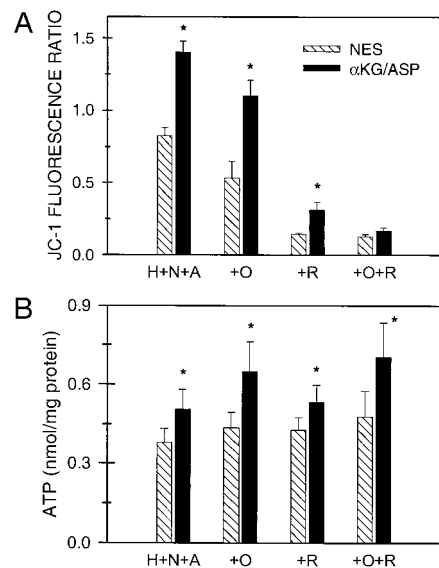 A
JC-1 FLUORESCENCE RATIO
1.5
1.0
0.5
0.0
NES
αKG/ASP
*
*
*
H+N+A +O +R +O+R
B
ATP (nmol/mg protein)
0.9
0.6
0.3
0.0
*
*
*
*
H+N+A +O +R +O+R